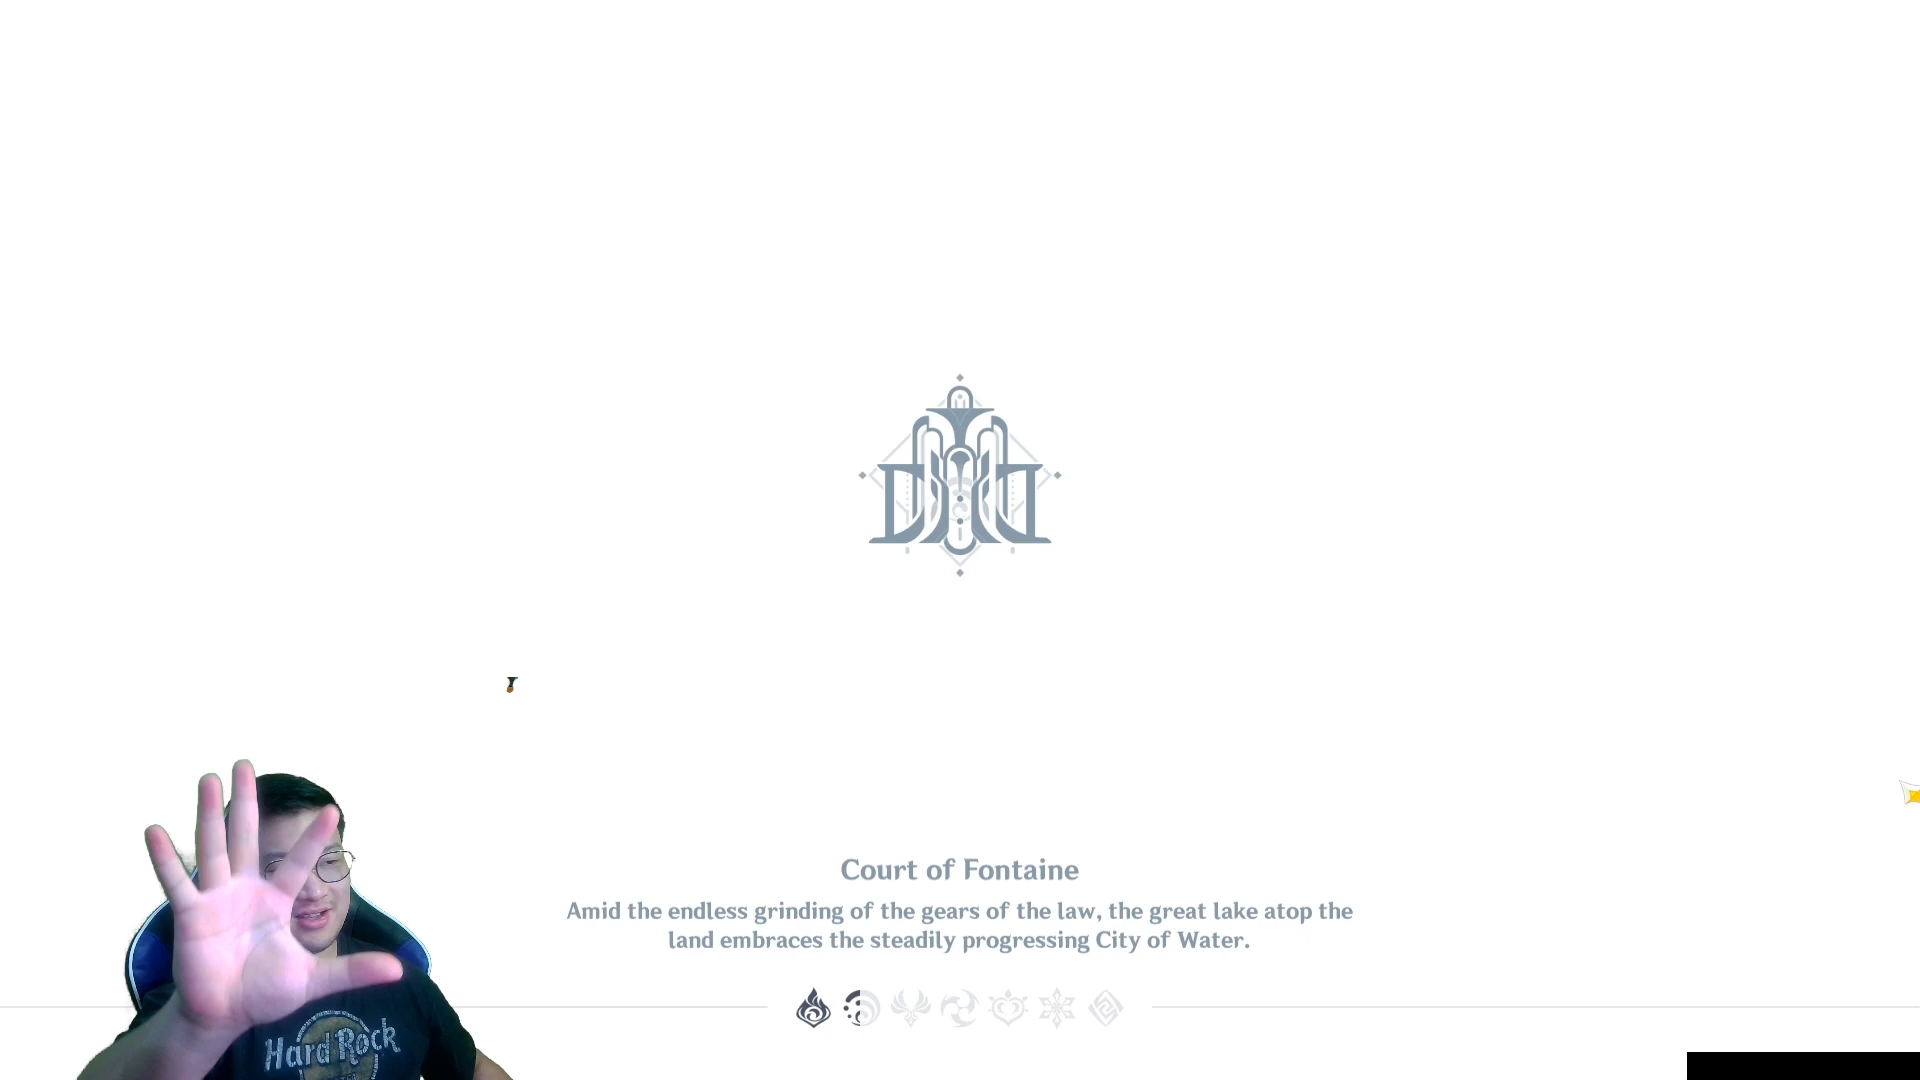 Court of Fontaine
Amid the endless grinding of the gears of the law, the great lake atop the
land embraces the steadily progressing City of Water.
Hard Rock